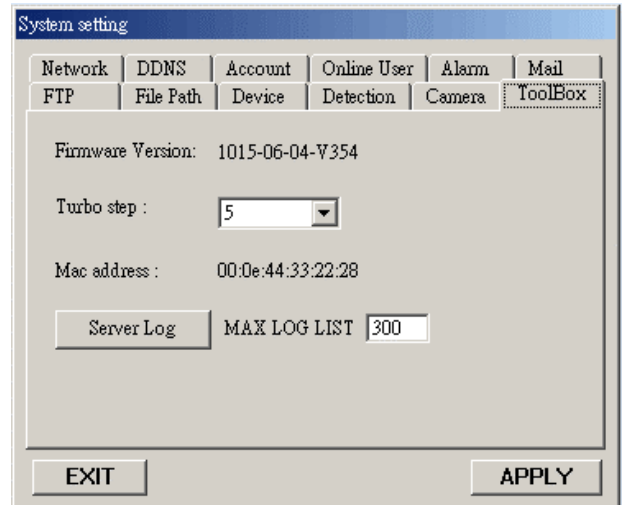 System setting
Network DDNS Account Online User Alarm Mail
FTP File Path Device Detection Camera ToolBox
Firmware Version: 1015-06-04-V354
Turbo step : 5
Mac address : 00:0e:44:33:22:28
Server Log MAX LOG LIST 300
EXIT APPLY